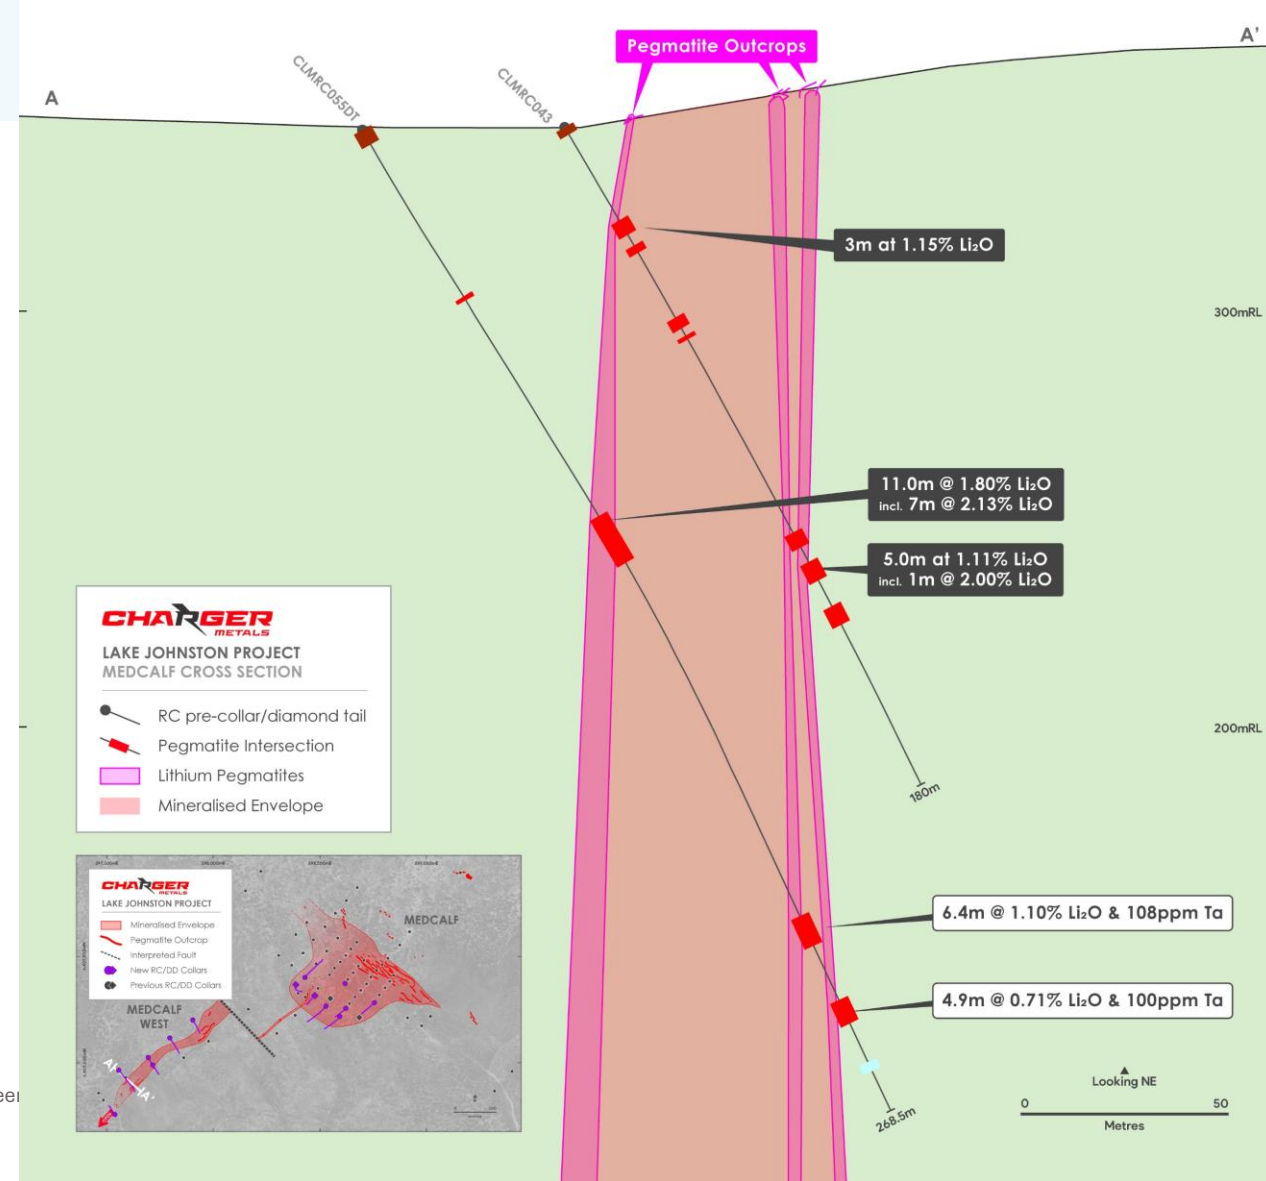 A
A'
CLMRC055DT
CLMRC043
Pegmatite Outcrops
3m at 1.15% Li₂O
300mRL
11.0m @ 1.80% Li₂O
incl. 7m @ 2.13% Li₂O
5.0m at 1.11% Li₂O
incl. 1m @ 2.00% Li₂O
200mRL
180m
6.4m @ 1.10% Li₂O & 108ppm Ta
4.9m @ 0.71% Li₂O & 100ppm Ta
268.5m
Looking NE
0 50
Metres
CHARGER
METALS
LAKE JOHNSTON PROJECT
MEDCALF CROSS SECTION
RC pre-collar/diamond tail
Pegmatite Intersection
Lithium Pegmatites
Mineralised Envelope
CHARGER
METALS
LAKE JOHNSTON PROJECT
Mineralised Envelope
Pegmatite Outcrop
Interpreted Fault
New RC/DD Collars
Previous RC/DD Collars
MEDCALF
MEDCALF
WEST
A'